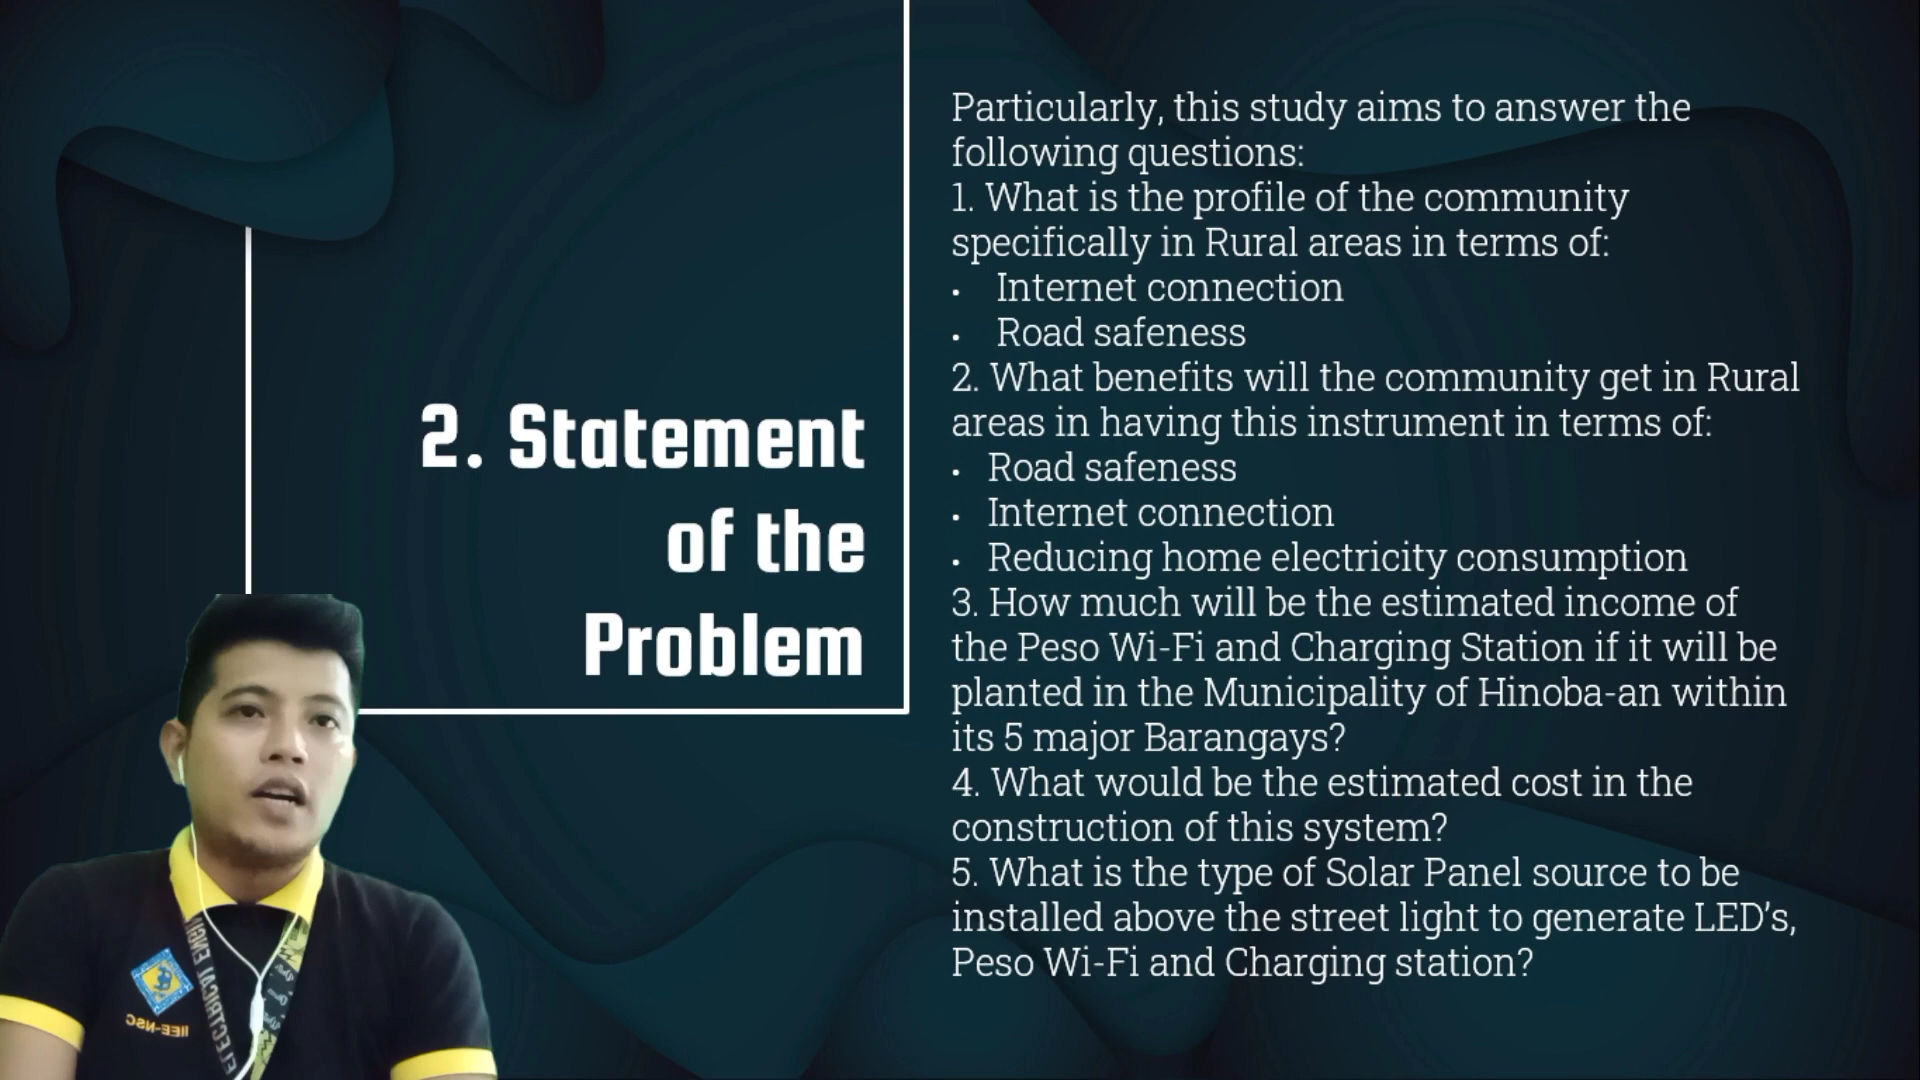 2. Statement
of the
Problem
Particularly, this study aims to answer the
following questions:
1. What is the profile of the community
specifically in Rural areas in terms of:
• Internet connection
• Road safeness
2. What benefits will the community get in Rural
areas in having this instrument in terms of:
• Road safeness
• Internet connection
• Reducing home electricity consumption
3. How much will be the estimated income of
the Peso Wi-Fi and Charging Station if it will be
planted in the Municipality of Hinoba-an within
its 5 major Barangays?
4. What would be the estimated cost in the
construction of this system?
5. What is the type of Solar Panel source to be
installed above the street light to generate LED's,
Peso Wi-Fi and Charging station?
IIEE-NSC
ELECTRICAL